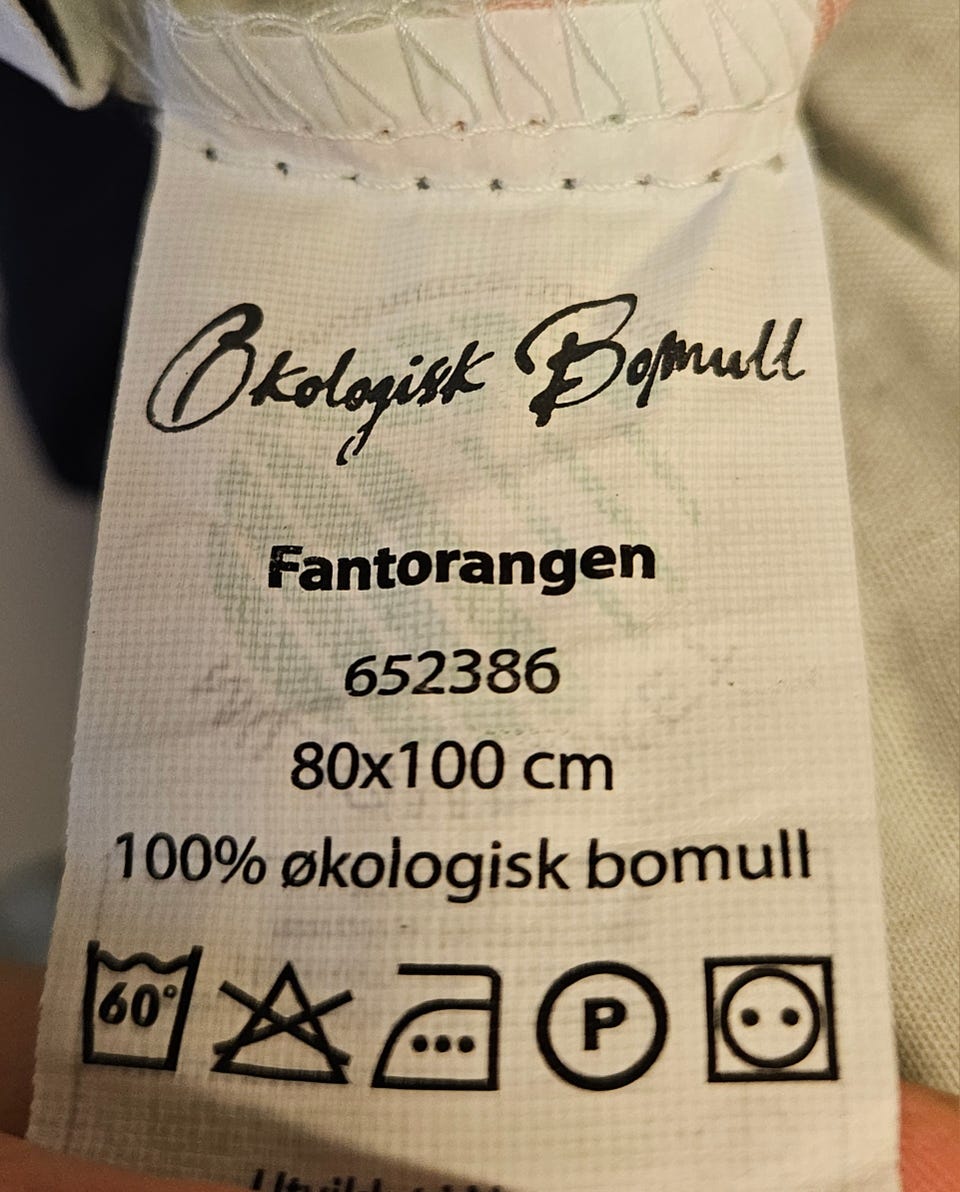 Økologisk Bomull
Fantorangen
652386
80x100 cm
100% økologisk bomull
60°
P